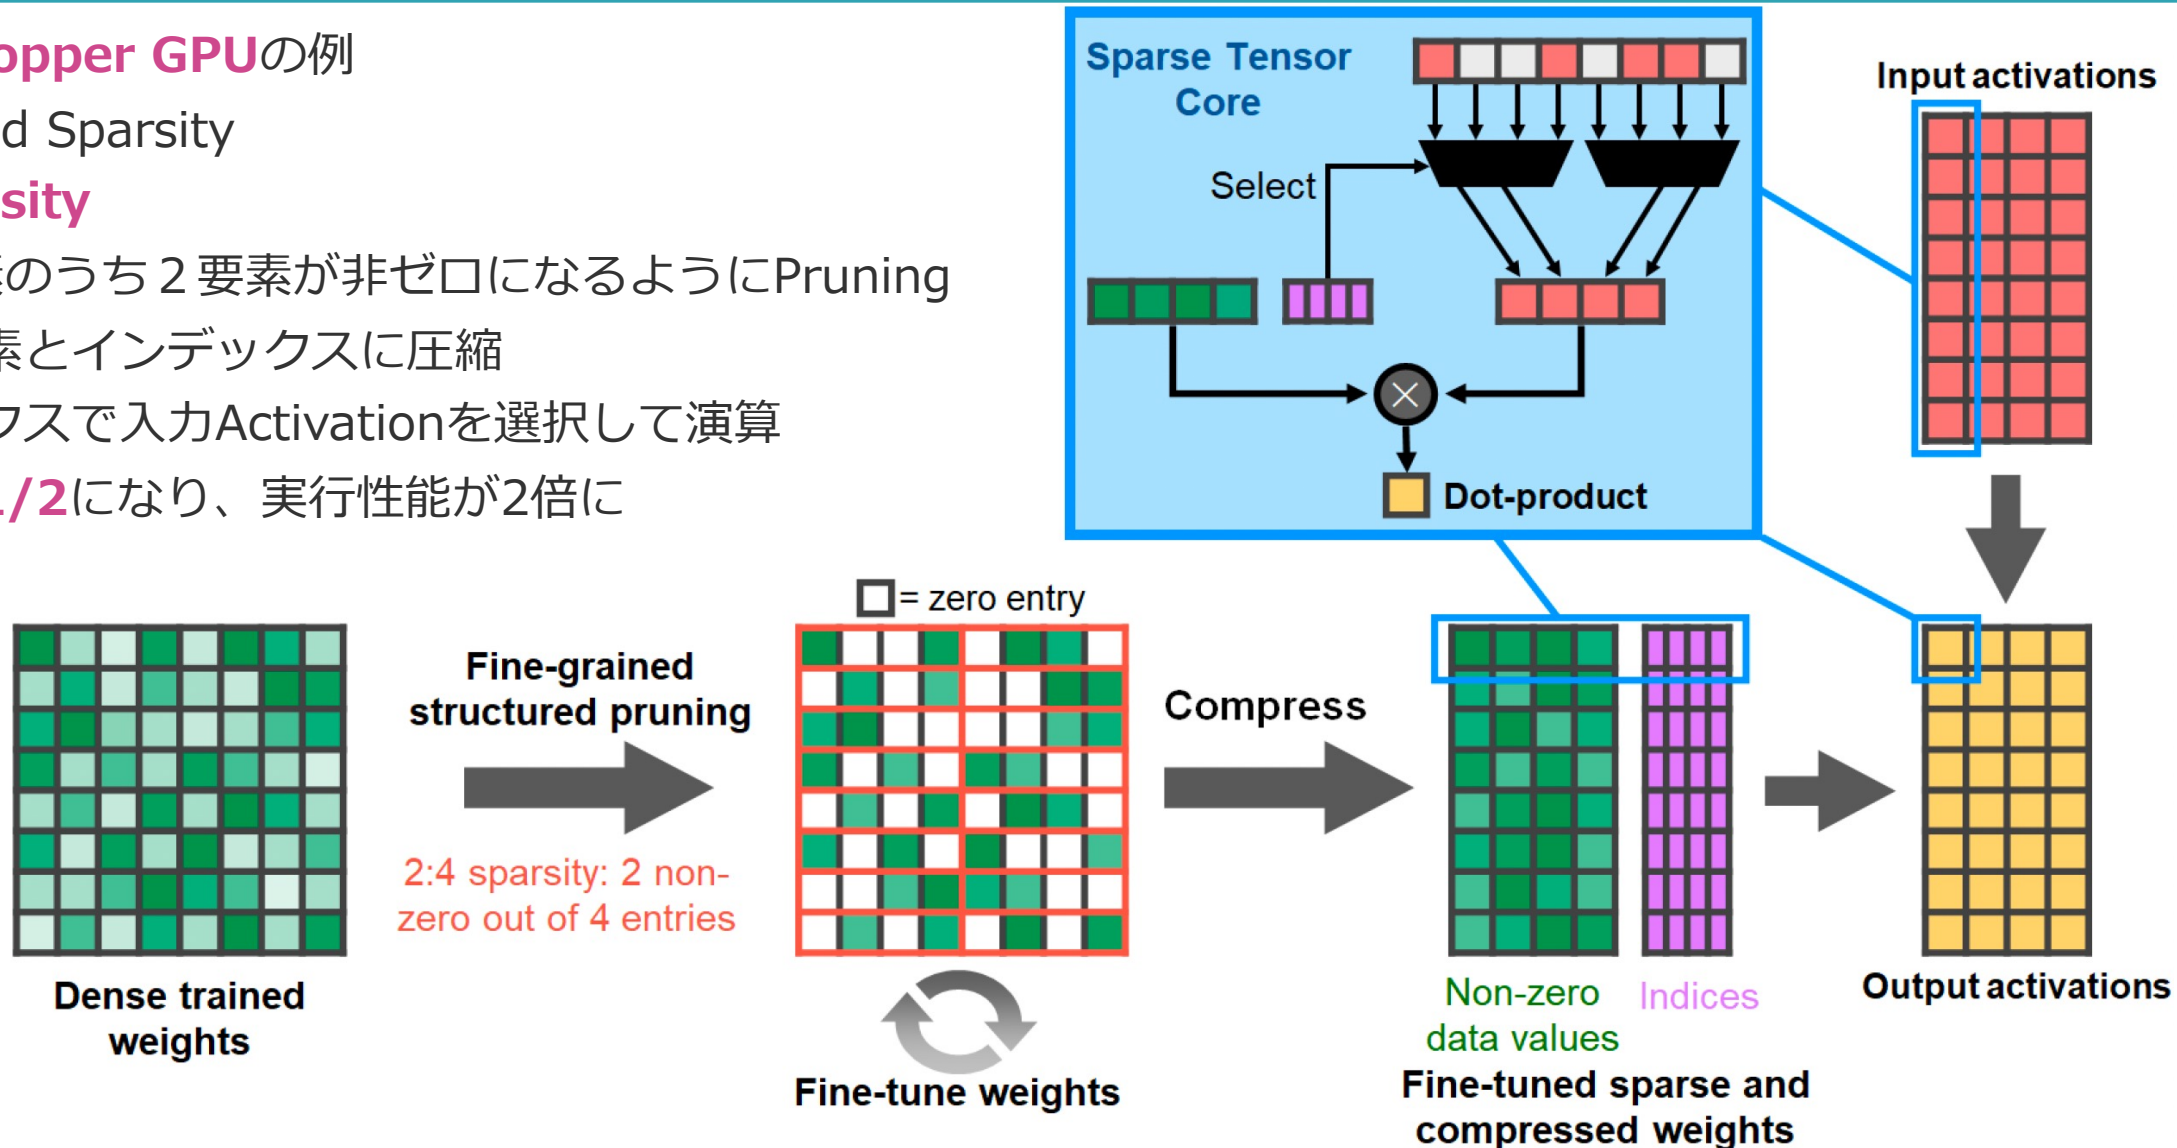 opper GPUの例
d Sparsity
sity
のうち２要素が非ゼロになるようにPruning
素とインデックスに圧縮
クスで入力Activationを選択して演算
1/2になり、実行性能が2倍に
Sparse Tensor
Core
Select
Dot-product
Input activations
= zero entry
Fine-grained
structured pruning
2:4 sparsity: 2 non-
zero out of 4 entries
Compress
Dense trained
weights
Fine-tune weights
Non-zero
data values
Indices
Fine-tuned sparse and
compressed weights
Output activations